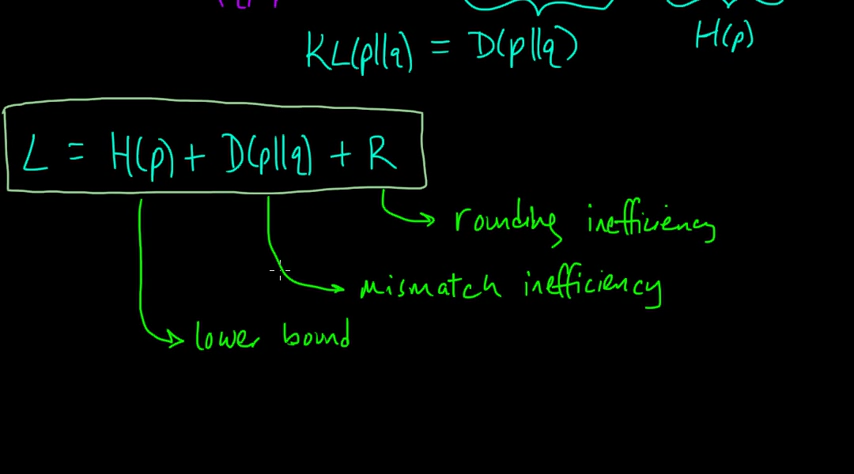 KL(p||q) = D(p||q) H(p)
L = H(p) + D(p||q) + R
rounding inefficiency
mismatch inefficiency
lower bound